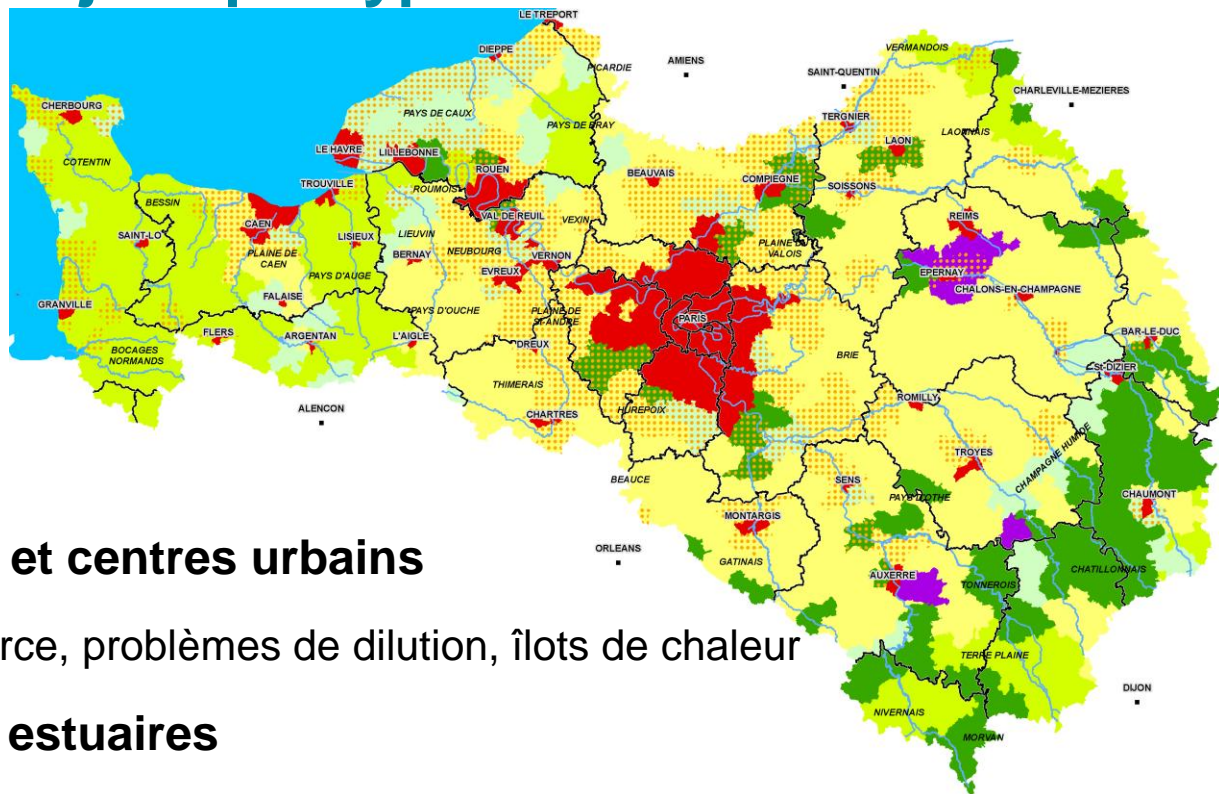 LE TREPORT
DIEPPE
AMIENS
PICARDIE
VERMANDOIS
SAINT-QUENTIN
CHARLEVILLE-MEZIERES
CHERBOURG
PAYS DE CAUX
PAYS DE BRAY
TERGNIER
LAON
LAONNAIS
COTENTIN
LE HAVRE
LILLEBONNE
ROUEN
BEAUVAIS
COMPIEGNE
SOISSONS
TROUVILLE
ROUMOIS
BESSIN
CAEN
VAL DE REUIL
VEXIN
REIMS
SAINT-LO
LISIEUX
LIEUVIN
NEUBOURG
PLAINE DU
VALOIS
PLAINE DE
CAEN
BERNAY
VERNON
EPERNAY
PAYS D'AUGE
EVREUX
CHALONS-EN-CHAMPAGNE
GRANVILLE
FALAISE
PAYS D'OUCHE
PLAINE DE
ST-ANDRE
PARIS
FLERS
ARGENTAN
L'AIGLE
DREUX
BRIE
BAR-LE-DUC
BOCAGES
NORMANDS
St-DIZIER
THIMERAIS
ALENCON
HUREPOIX
ROMILLY
CHARTRES
TROYES
CHAMPAGNE HUMIDE
BEAUCE
SENS
PAYS D'OTHE
CHAUMONT
MONTARGIS
ORLEANS
GATINAIS
AUXERRE
TONNEROIS
CHATILLONNAIS
TERRE PLAINE
DIJON
NIVERNAIS
MORVAN
et centres urbains
rce, problèmes de dilution, îlots de chaleur
estuaires